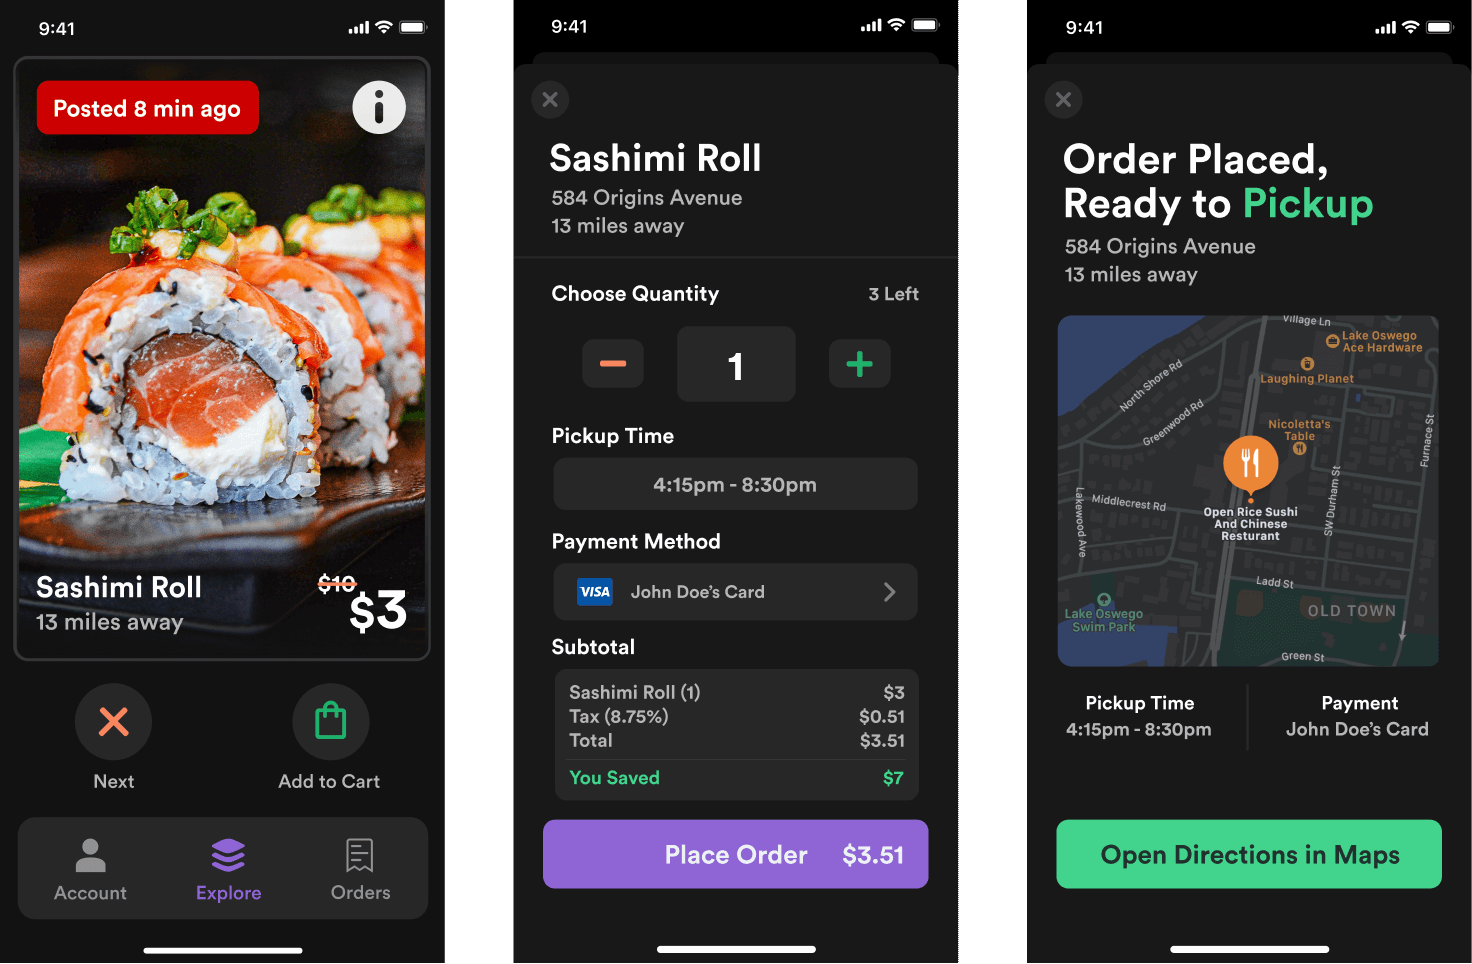 9:41
Posted 8 min ago
Sashimi Roll
$10
13 miles away
$3
Next
Add to Cart
Account
Explore
Orders
9:41
Sashimi Roll
584 Origins Avenue
13 miles away
Choose Quantity
3 Left
1
Pickup Time
4:15pm - 8:30pm
Payment Method
VISA
John Doe's Card
Subtotal
Sashimi Roll (1) $3
Tax (8.75%) $0.51
Total $3.51
You Saved $7
Place Order $3.51
9:41
Order Placed,
Ready to Pickup
584 Origins Avenue
13 miles away
Village Ln
Lake Oswego
Ace Hardware
Laughing Planet
North Shore Rd
Greenwood Rd
Nicoletta's
Table
Furnace St
Lakewood Ave
Middlecrest Rd
SW Durham St
Open Rice Sushi
And Chinese
Resturant
Ladd St
Lake Oswego
Swim Park
OLD TOWN
Green St
Pickup Time
4:15pm - 8:30pm
Payment
John Doe's Card
Open Directions in Maps